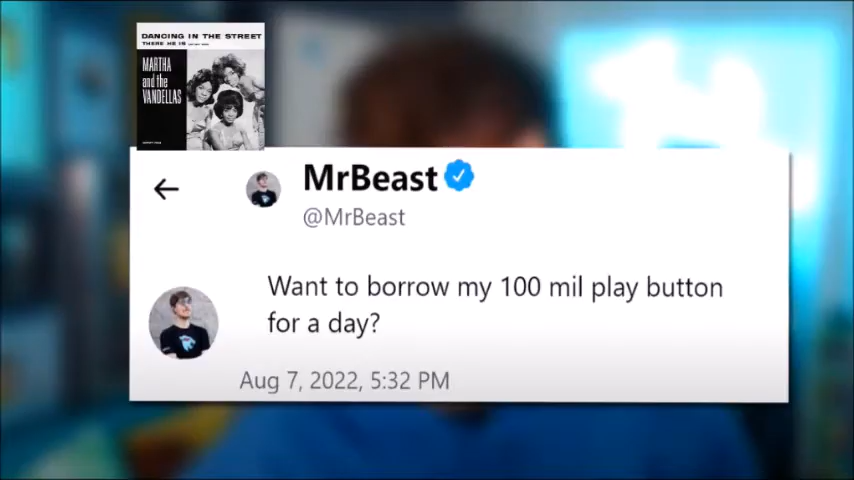 DANCING IN THE STREET
THERE HE IS
MARTHA
and the
VANDELLAS
MrBeast
@MrBeast
Want to borrow my 100 mil play button
for a day?
Aug 7, 2022, 5:32 PM